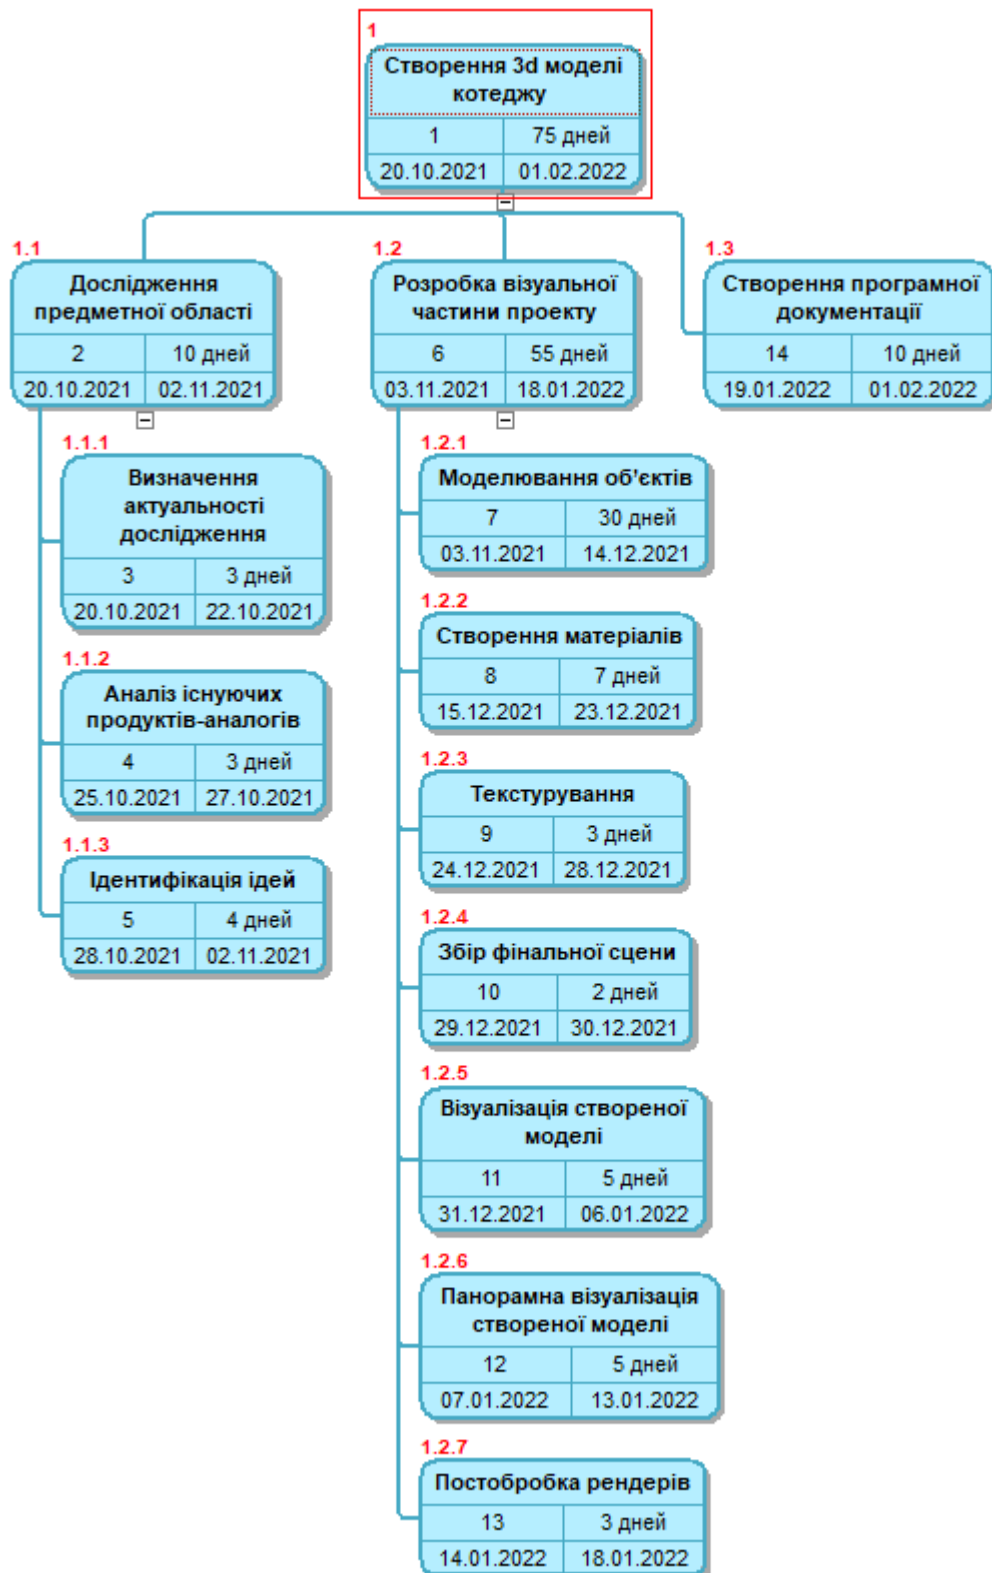 1
Створення 3d моделі
котеджу
1 75 дней
20.10.2021 01.02.2022
1.1
Дослідження
предметної області
2 10 дней
20.10.2021 02.11.2021
1.1.1
Визначення
актуальності
дослідження
3 3 дней
20.10.2021 22.10.2021
1.1.2
Аналіз існуючих
продуктів-аналогів
4 3 дней
25.10.2021 27.10.2021
1.1.3
Ідентифікація ідей
5 4 дней
28.10.2021 02.11.2021
1.2
Розробка візуальної
частини проекту
6 55 дней
03.11.2021 18.01.2022
1.2.1
Моделювання об'єктів
7 30 дней
03.11.2021 14.12.2021
1.2.2
Створення матеріалів
8 7 дней
15.12.2021 23.12.2021
1.2.3
Текстурування
9 3 дней
24.12.2021 28.12.2021
1.2.4
Збір фінальної сцени
10 2 дней
29.12.2021 30.12.2021
1.2.5
Візуалізація створеної
моделі
11 5 дней
31.12.2021 06.01.2022
1.2.6
Панорамна візуалізація
створеної моделі
12 5 дней
07.01.2022 13.01.2022
1.2.7
Постобробка рендерів
13 3 дней
14.01.2022 18.01.2022
1.3
Створення програмної
документації
14 10 дней
19.01.2022 01.02.2022